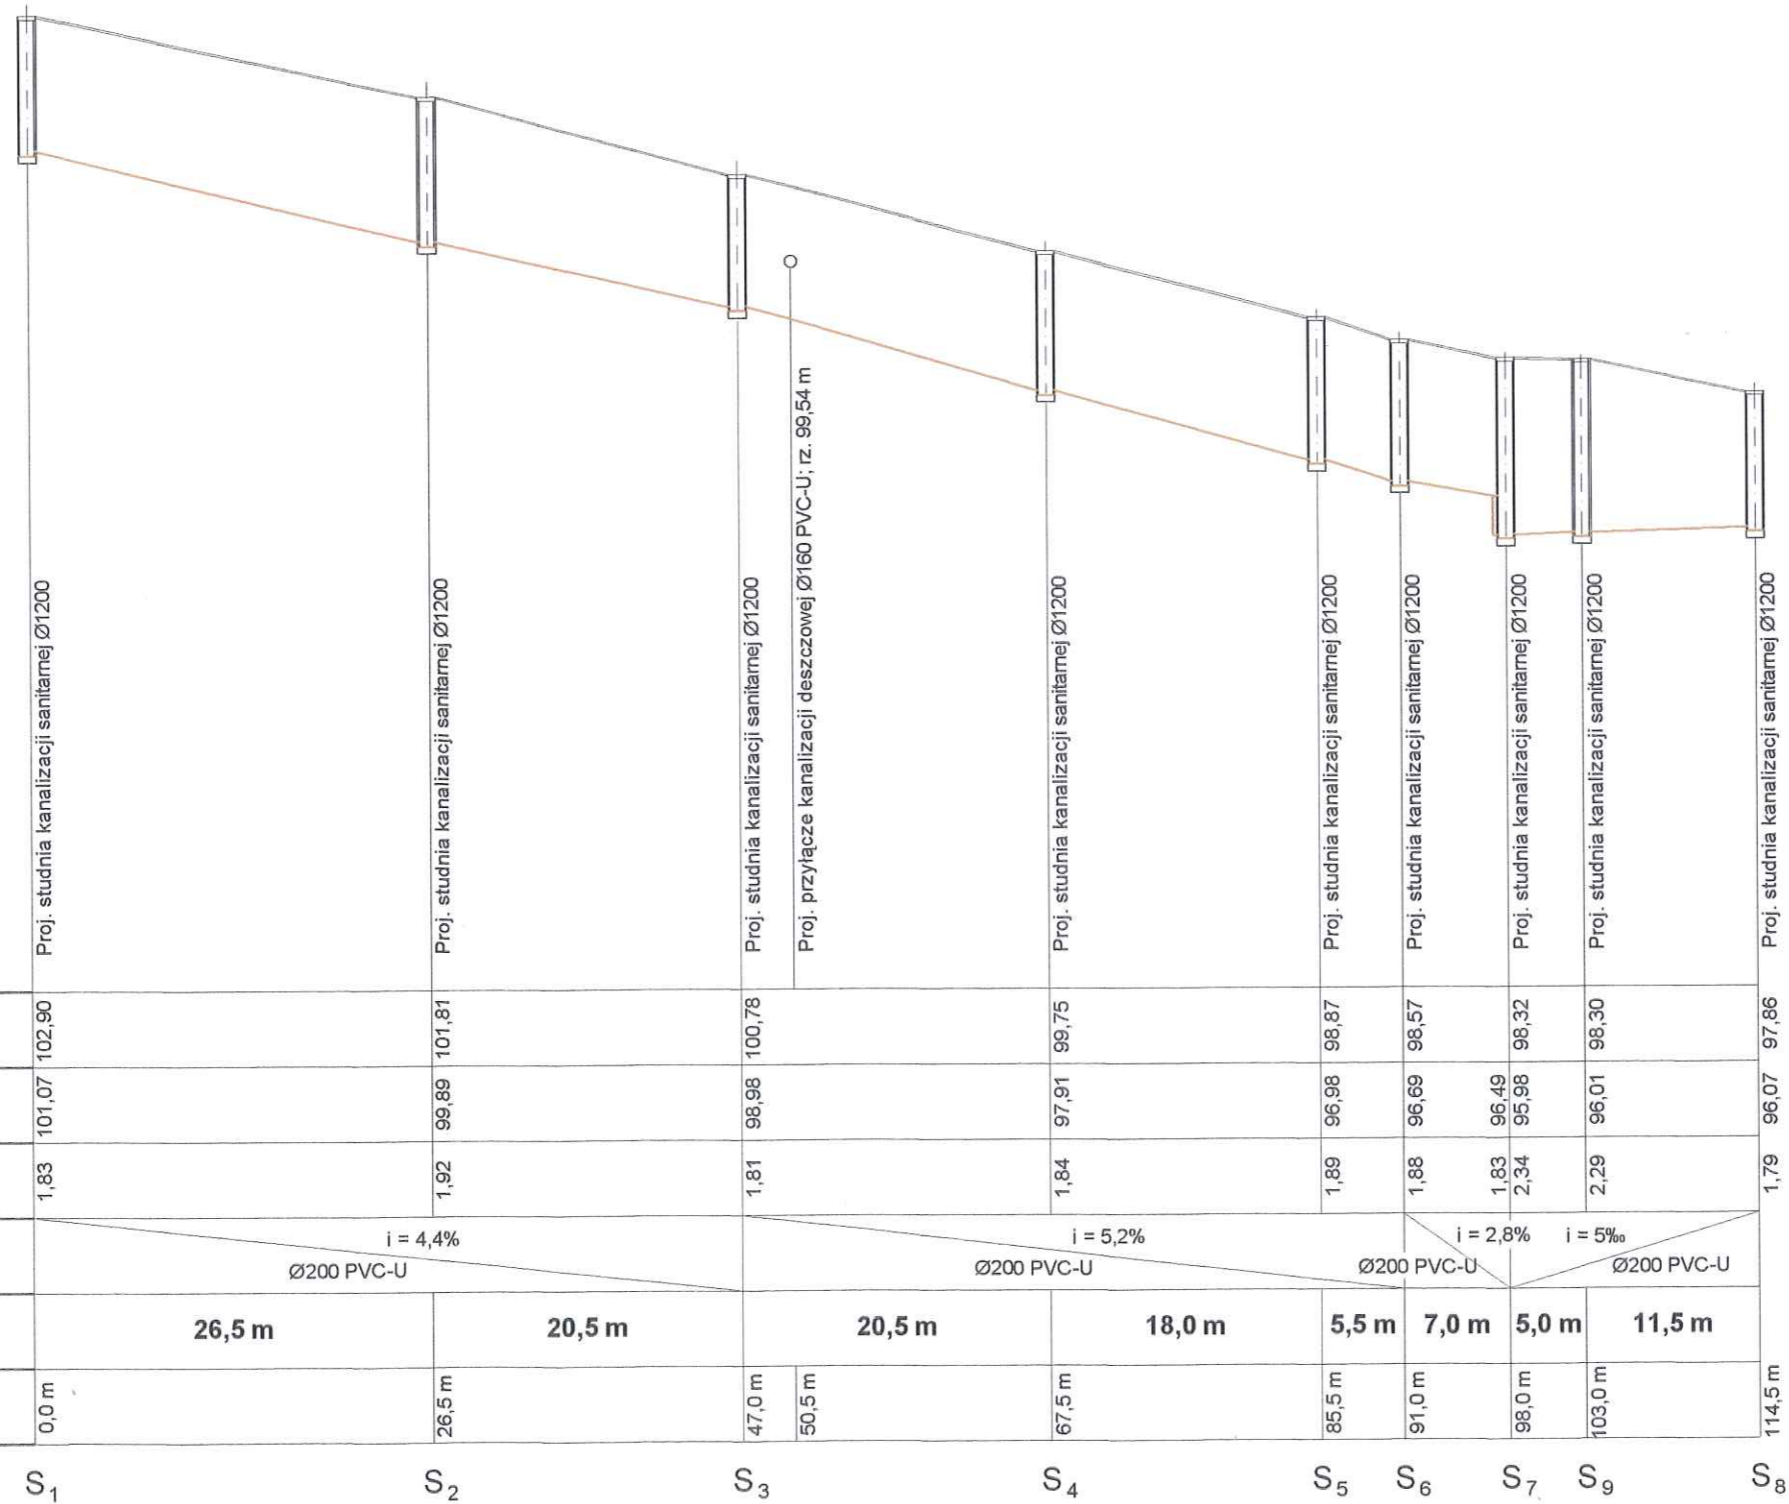 Proj. studnia kanalizacji sanitarnej Ø1200
Proj. studnia kanalizacji sanitarnej Ø1200
Proj. studnia kanalizacji sanitarnej Ø1200
Proj. przyłącze kanalizacji deszczowej Ø160 PVC-U; rz. 99,54 m
Proj. studnia kanalizacji sanitarnej Ø1200
Proj. studnia kanalizacji sanitarnej Ø1200
Proj. studnia kanalizacji sanitarnej Ø1200
Proj. studnia kanalizacji sanitarnej Ø1200
Proj. studnia kanalizacji sanitarnej Ø1200
Proj. studnia kanalizacji sanitarnej Ø1200
102,90 101,81 100,78 99,75 98,87 98,57 98,32 98,30 97,86
101,07 99,89 98,98 97,91 96,98 96,69 96,49 95,98 96,01 96,07
1,83 1,92 1,81 1,84 1,89 1,88 1,83 2,34 2,29 1,79
i = 4,4% i = 5,2% i = 2,8% i = 5‰
Ø200 PVC-U Ø200 PVC-U Ø200 PVC-U Ø200 PVC-U
26,5 m 20,5 m 20,5 m 18,0 m 5,5 m 7,0 m 5,0 m 11,5 m
0,0 m 26,5 m 47,0 m 50,5 m 67,5 m 85,5 m 91,0 m 98,0 m 103,0 m 114,5 m
S1 S2 S3 S4 S5 S6 S7 S9 S8